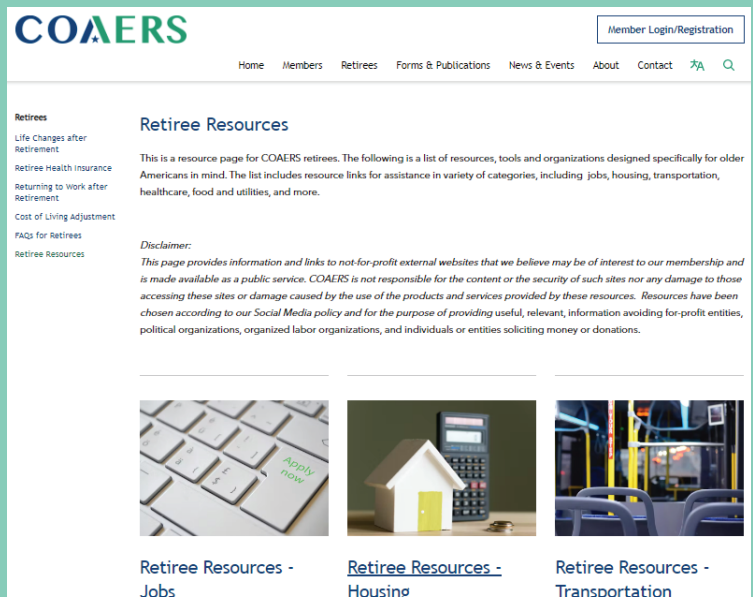 COAERS
Member Login/Registration
Home Members Retirees Forms & Publications News & Events About Contact
Retirees
Life Changes after
Retirement
Retiree Health Insurance
Returning to Work after
Retirement
Cost of Living Adjustment
FAQs for Retirees
Retiree Resources
Retiree Resources
This is a resource page for COAERS retirees. The following is a list of resources, tools and organizations designed specifically for older
Americans in mind. The list includes resource links for assistance in variety of categories, including jobs, housing, transportation,
healthcare, food and utilities, and more.
Disclaimer:
This page provides information and links to not-for-profit external websites that we believe may be of interest to our membership and
is made available as a public service. COAERS is not responsible for the content or the security of such sites nor any damage to those
accessing these sites or damage caused by the use of the products and services provided by these resources. Resources have been
chosen according to our Social Media policy and for the purpose of providing useful, relevant, information avoiding for-profit entities,
political organizations, organized labor organizations, and individuals or entities soliciting money or donations.
Apply
now
Retiree Resources -
Jobs
Retiree Resources -
Housing
Retiree Resources -
Transportation